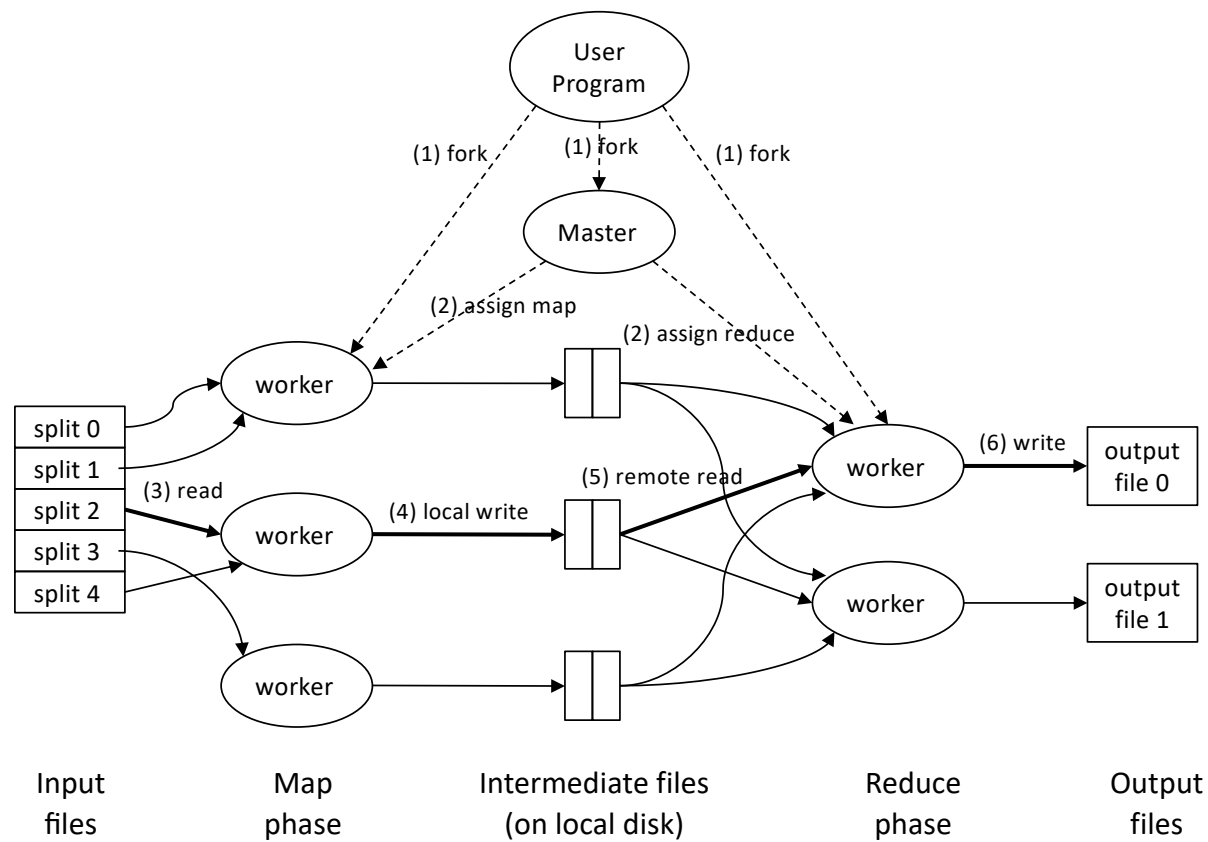 User
Program
(1) fork
(1) fork
(1) fork
Master
(2) assign map
(2) assign reduce
worker
split 0
split 1
split 2
split 3
split 4
(3) read
worker
(4) local write
(5) remote read
worker
(6) write
output
file 0
worker
output
file 1
worker
Input
files
Map
phase
Intermediate files
(on local disk)
Reduce
phase
Output
files